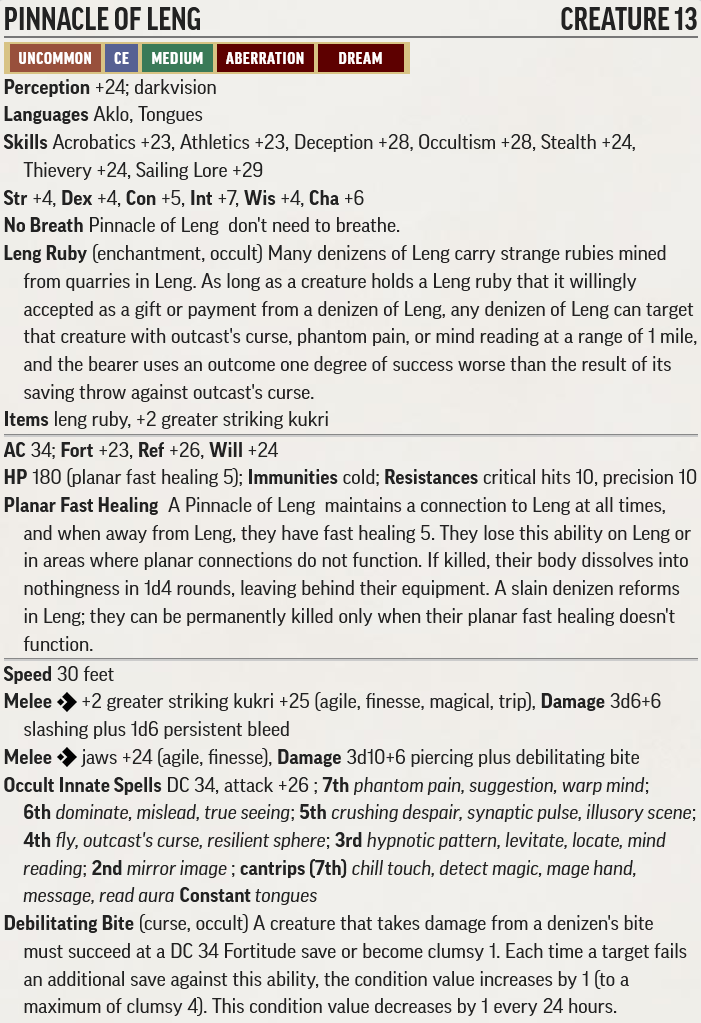 PINNACLE OF LENG CREATURE 13
UNCOMMON CE MEDIUM ABERRATION DREAM
Perception +24; darkvision
Languages Aklo, Tongues
Skills Acrobatics +23, Athletics +23, Deception +28, Occultism +28, Stealth +24,
Thievery +24, Sailing Lore +29
Str +4, Dex +4, Con +5, Int +7, Wis +4, Cha +6
No Breath Pinnacle of Leng don't need to breathe.
Leng Ruby (enchantment, occult) Many denizens of Leng carry strange rubies mined
from quarries in Leng. As long as a creature holds a Leng ruby that it willingly
accepted as a gift or payment from a denizen of Leng, any denizen of Leng can target
that creature with outcast's curse, phantom pain, or mind reading at a range of 1 mile,
and the bearer uses an outcome one degree of success worse than the result of its
saving throw against outcast's curse.
Items leng ruby, +2 greater striking kukri
AC 34; Fort +23, Ref +26, Will +24
HP 180 (planar fast healing 5); Immunities cold; Resistances critical hits 10, precision 10
Planar Fast Healing A Pinnacle of Leng maintains a connection to Leng at all times,
and when away from Leng, they have fast healing 5. They lose this ability on Leng or
in areas where planar connections do not function. If killed, their body dissolves into
nothingness in 1d4 rounds, leaving behind their equipment. A slain denizen reforms
in Leng; they can be permanently killed only when their planar fast healing doesn't
function.
Speed 30 feet
Melee +2 greater striking kukri +25 (agile, finesse, magical, trip), Damage 3d6+6
slashing plus 1d6 persistent bleed
Melee jaws +24 (agile, finesse), Damage 3d10+6 piercing plus debilitating bite
Occult Innate Spells DC 34, attack +26 ; 7th phantom pain, suggestion, warp mind;
6th dominate, mislead, true seeing; 5th crushing despair, synaptic pulse, illusory scene;
4th fly, outcast's curse, resilient sphere; 3rd hypnotic pattern, levitate, locate, mind
reading; 2nd mirror image ; cantrips (7th) chill touch, detect magic, mage hand,
message, read aura Constant tongues
Debilitating Bite (curse, occult) A creature that takes damage from a denizen's bite
must succeed at a DC 34 Fortitude save or become clumsy 1. Each time a target fails
an additional save against this ability, the condition value increases by 1 (to a
maximum of clumsy 4). This condition value decreases by 1 every 24 hours.